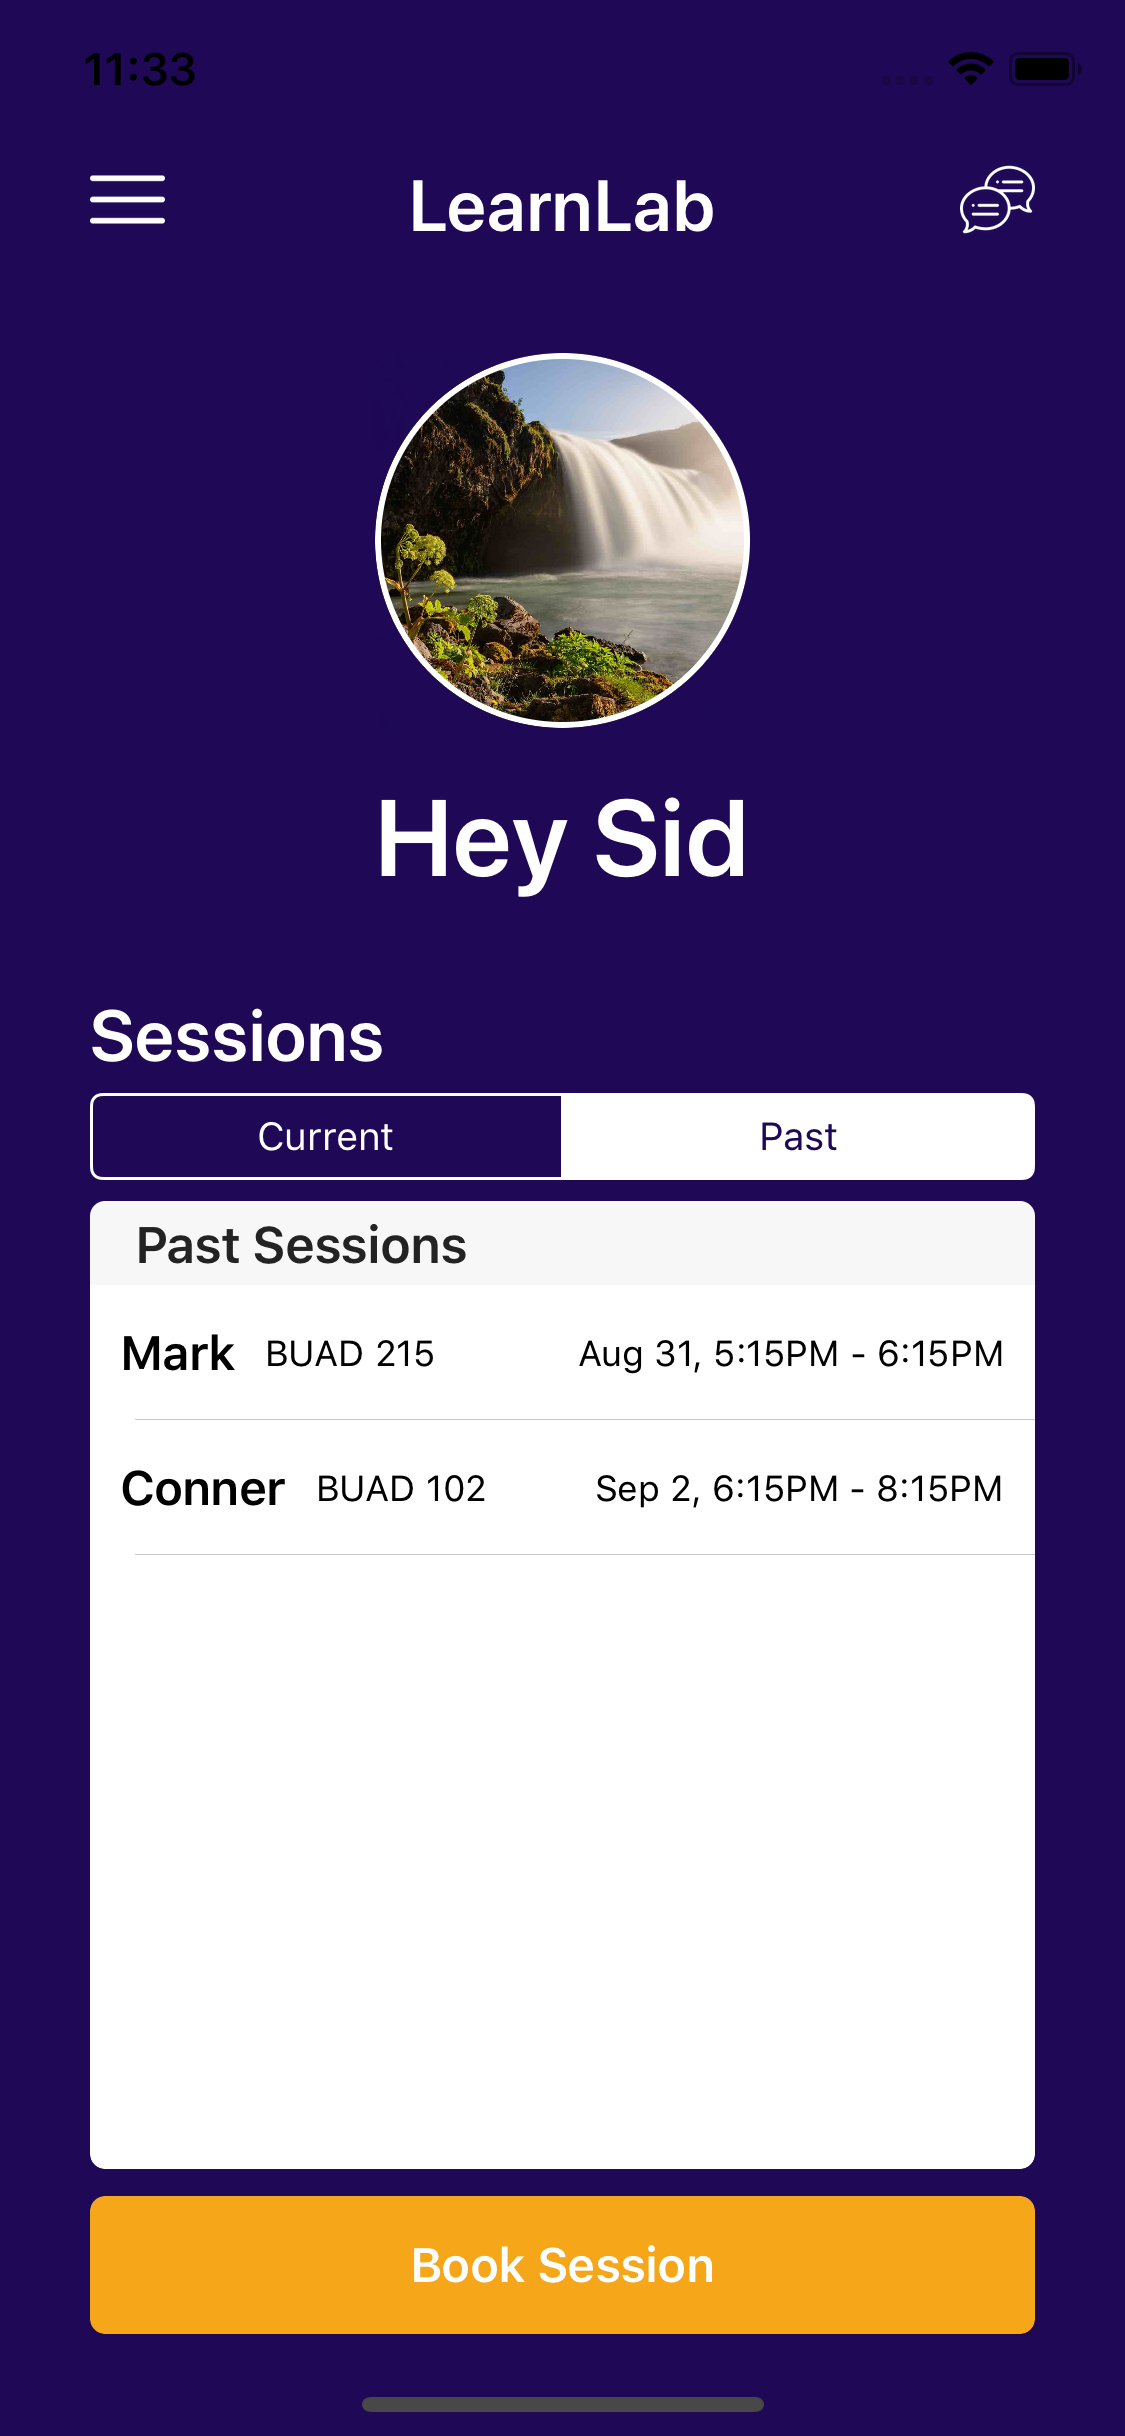 11:33
LearnLab
Hey Sid
Sessions
Current Past
Past Sessions
Mark BUAD 215 Aug 31, 5:15PM - 6:15PM
Conner BUAD 102 Sep 2, 6:15PM - 8:15PM
Book Session